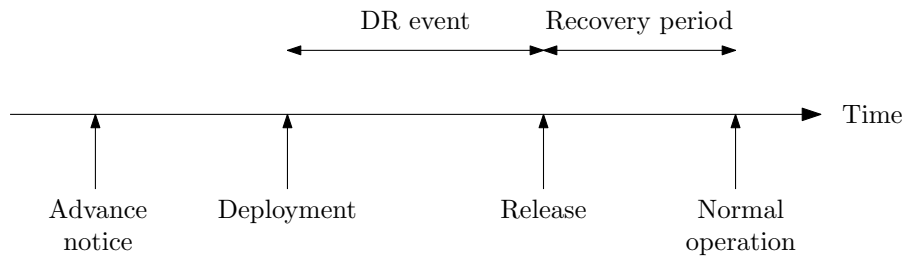 DR event
Recovery period
Time
Advance
notice
Deployment
Release
Normal
operation